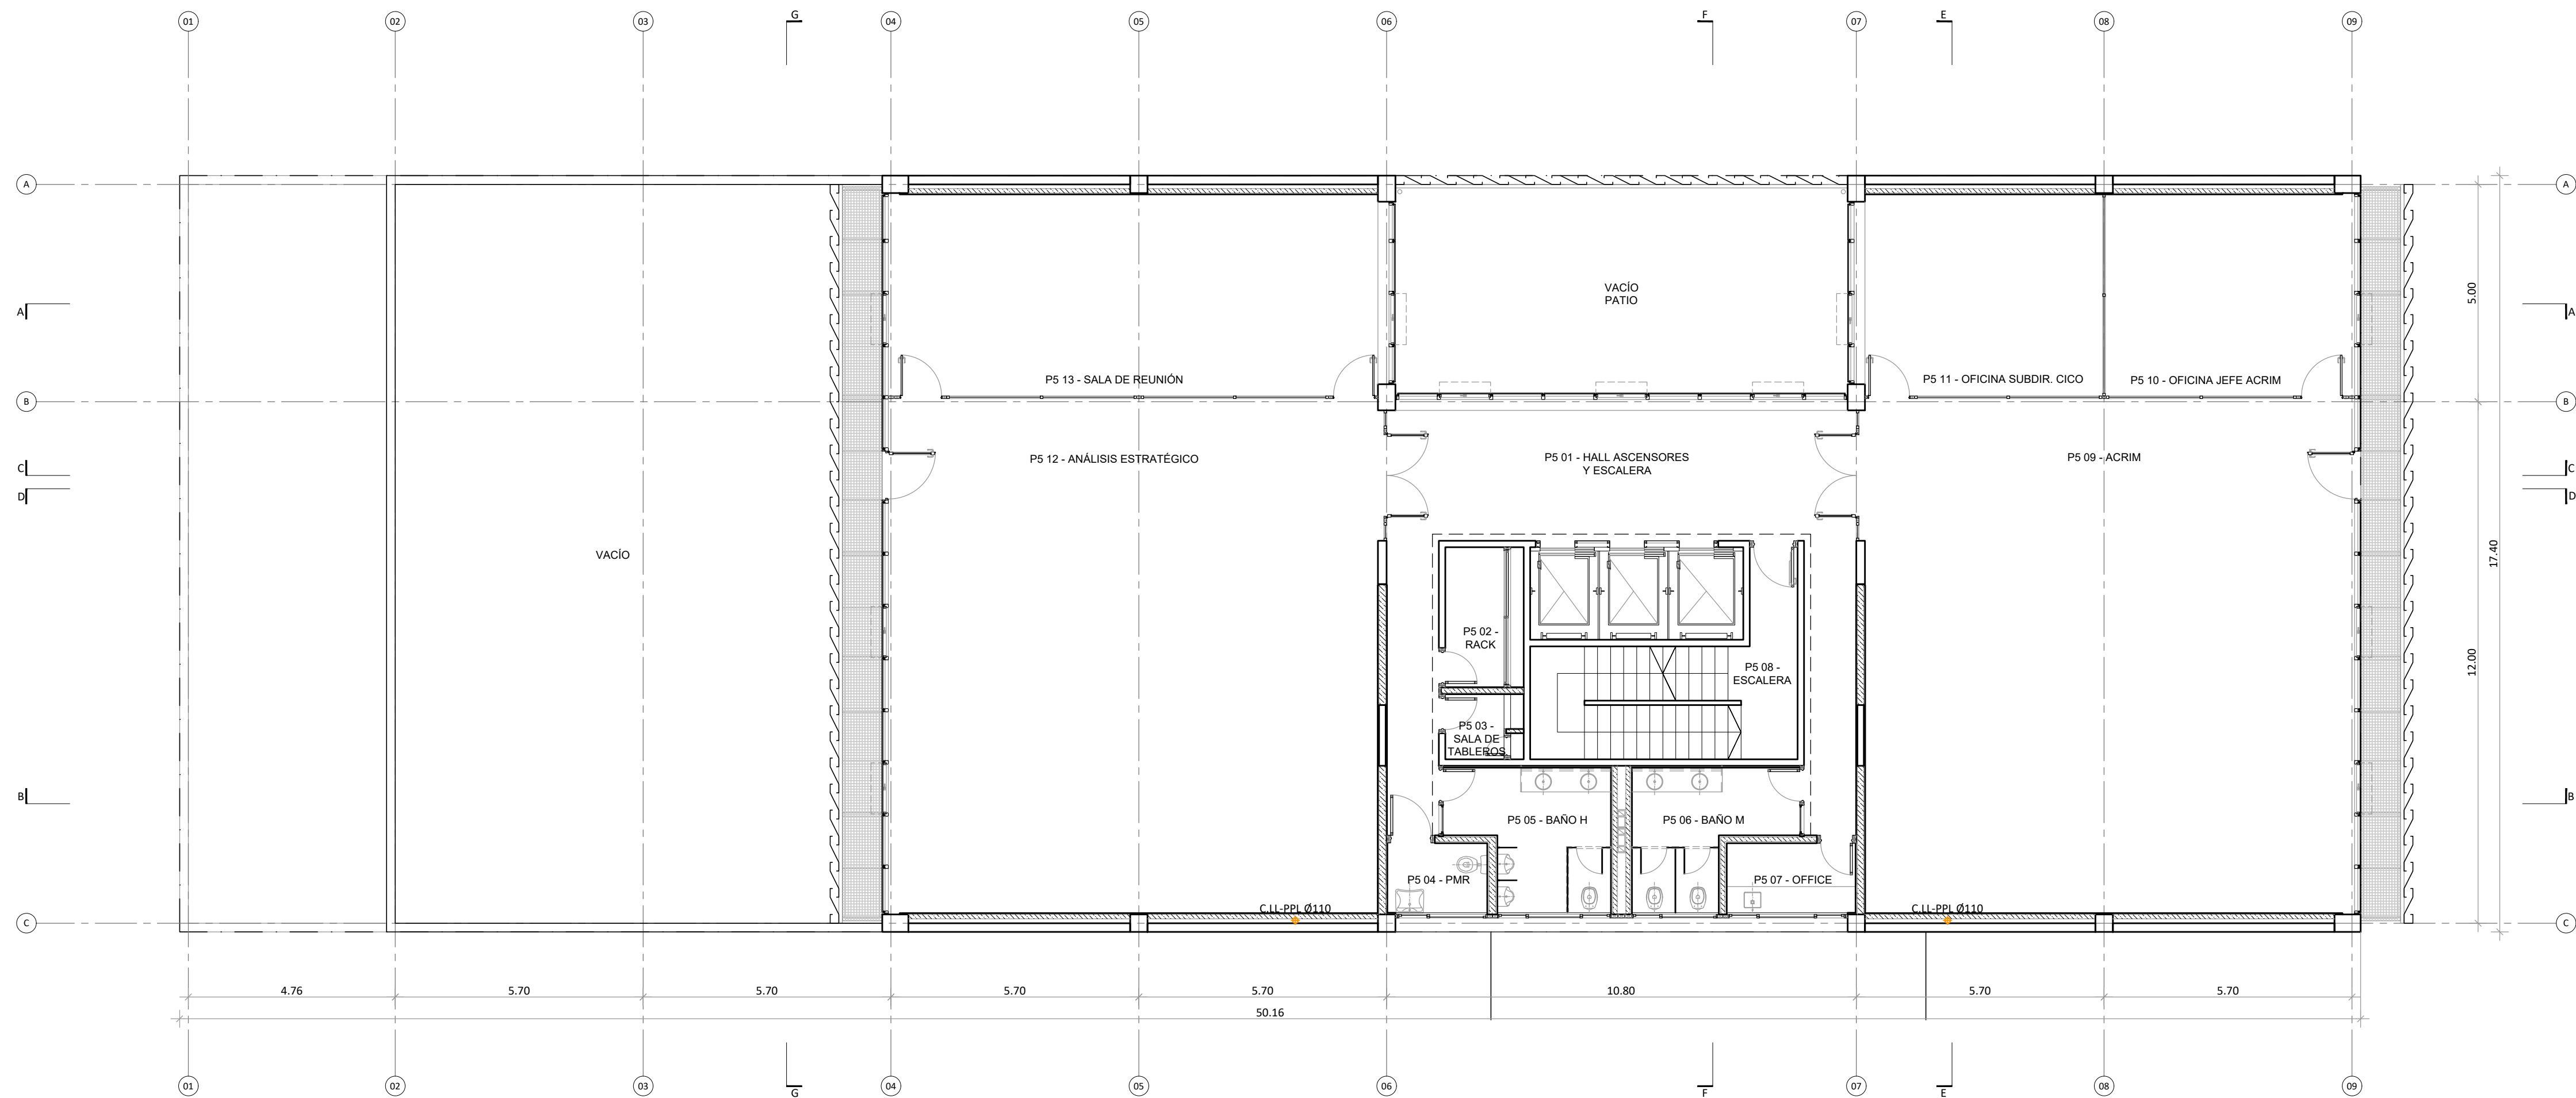 01 02 03 G 04 05 06 F 07 E 08 09
A A
5.00
VACÍO
PATIO
A A
P5 13 - SALA DE REUNIÓN
P5 11 - OFICINA SUBDIR. CICO
P5 10 - OFICINA JEFE ACRIM
B B
P5 12 - ANÁLISIS ESTRATÉGICO
P5 01 - HALL ASCENSORES
Y ESCALERA
P5 09 - ACRIM
C C
D D
VACÍO
17.40
P5 02 -
RACK
P5 08 -
ESCALERA
12.00
P5 03 -
SALA DE
TABLEROS
B B
P5 05 - BAÑO H
P5 06 - BAÑO M
P5 04 - PMR
P5 07 - OFFICE
C.LL-PPL Ø110
C.LL-PPL Ø110
C C
4.76 5.70 5.70 5.70 5.70 10.80 5.70 5.70
50.16
01 02 03 G 04 05 06 F 07 E 08 09